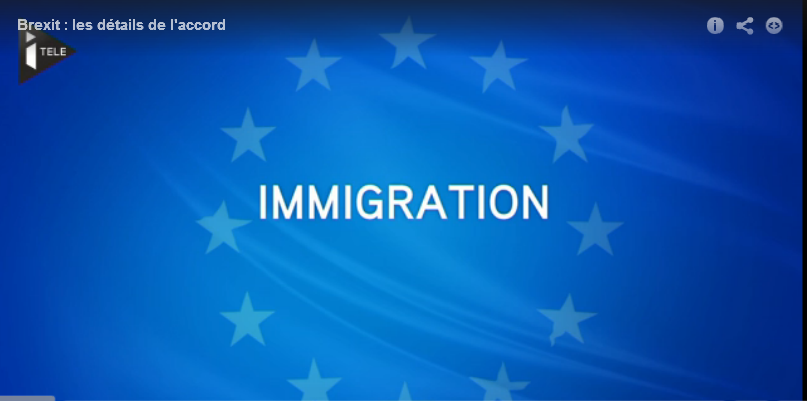 Brexit : les détails de l'accord
i TELE
IMMIGRATION